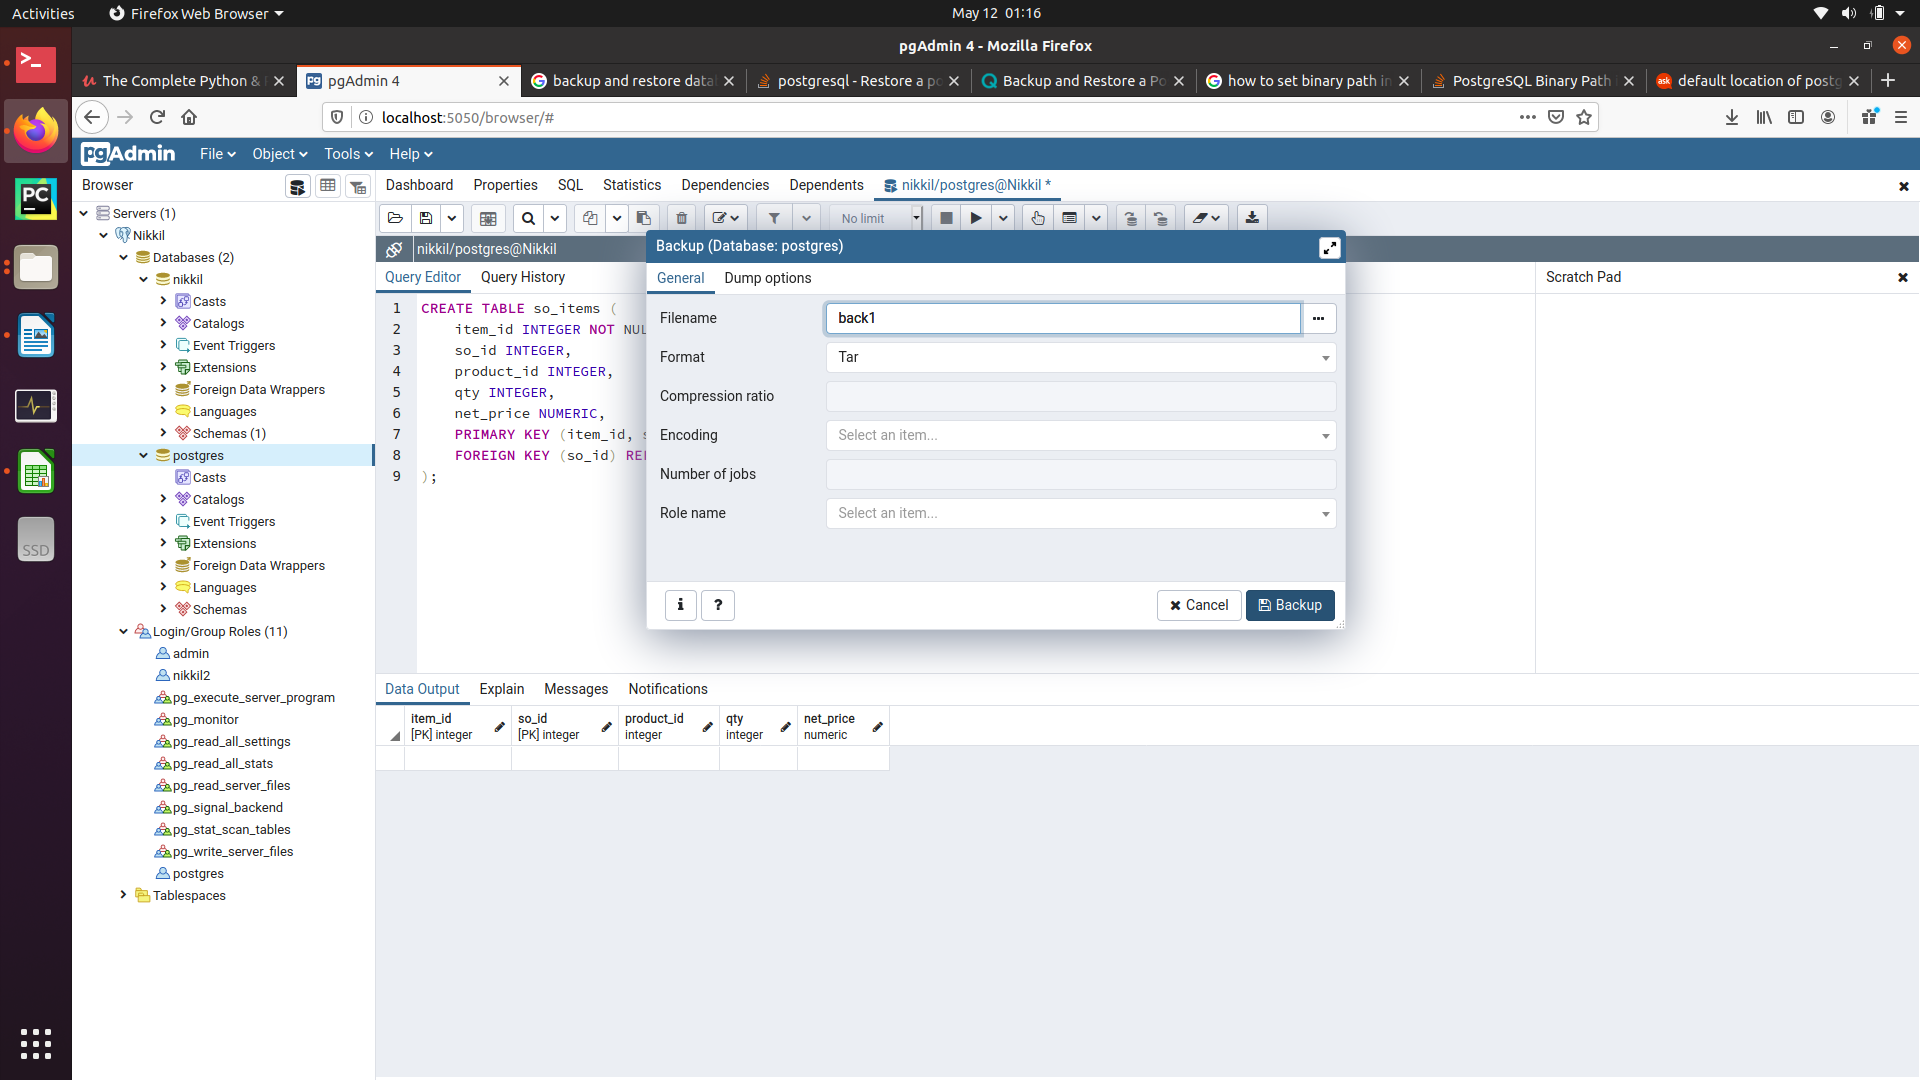 Activities
Firefox Web Browser
May 12 01:16
pgAdmin 4 - Mozilla Firefox
The Complete Python &
pgAdmin 4
backup and restore data
postgresql - Restore a po
Backup and Restore a Po
how to set binary path in
PostgreSQL Binary Path
ask
default location of postg
localhost:5050/browser/#
pgAdmin
File
Object
Tools
Help
Browser
Dashboard
Properties
SQL
Statistics
Dependencies
Dependents
nikkil/postgres@Nikkil *
No limit
nikkil/postgres@Nikkil
Query Editor
Query History
Scratch Pad
Servers (1)
Nikkil
Databases (2)
nikkil
Casts
Catalogs
Event Triggers
Extensions
Foreign Data Wrappers
Languages
Schemas (1)
postgres
Casts
Catalogs
Event Triggers
Extensions
Foreign Data Wrappers
Languages
Schemas
Login/Group Roles (11)
admin
nikkil2
pg_execute_server_program
pg_monitor
pg_read_all_settings
pg_read_all_stats
pg_read_server_files
pg_signal_backend
pg_stat_scan_tables
pg_write_server_files
postgres
Tablespaces
1 CREATE TABLE so_items (
2 item_id INTEGER NOT NUL
3 so_id INTEGER,
4 product_id INTEGER,
5 qty INTEGER,
6 net_price NUMERIC,
7 PRIMARY KEY (item_id,
8 FOREIGN KEY (so_id) RE
9 );
Backup (Database: postgres)
General
Dump options
Filename
back1
Format
Tar
Compression ratio
Encoding
Select an item...
Number of jobs
Role name
Select an item...
i
?
Cancel
Backup
Data Output
Explain
Messages
Notifications
item_id
[PK] integer
so_id
[PK] integer
product_id
integer
qty
integer
net_price
numeric
PC
SSD